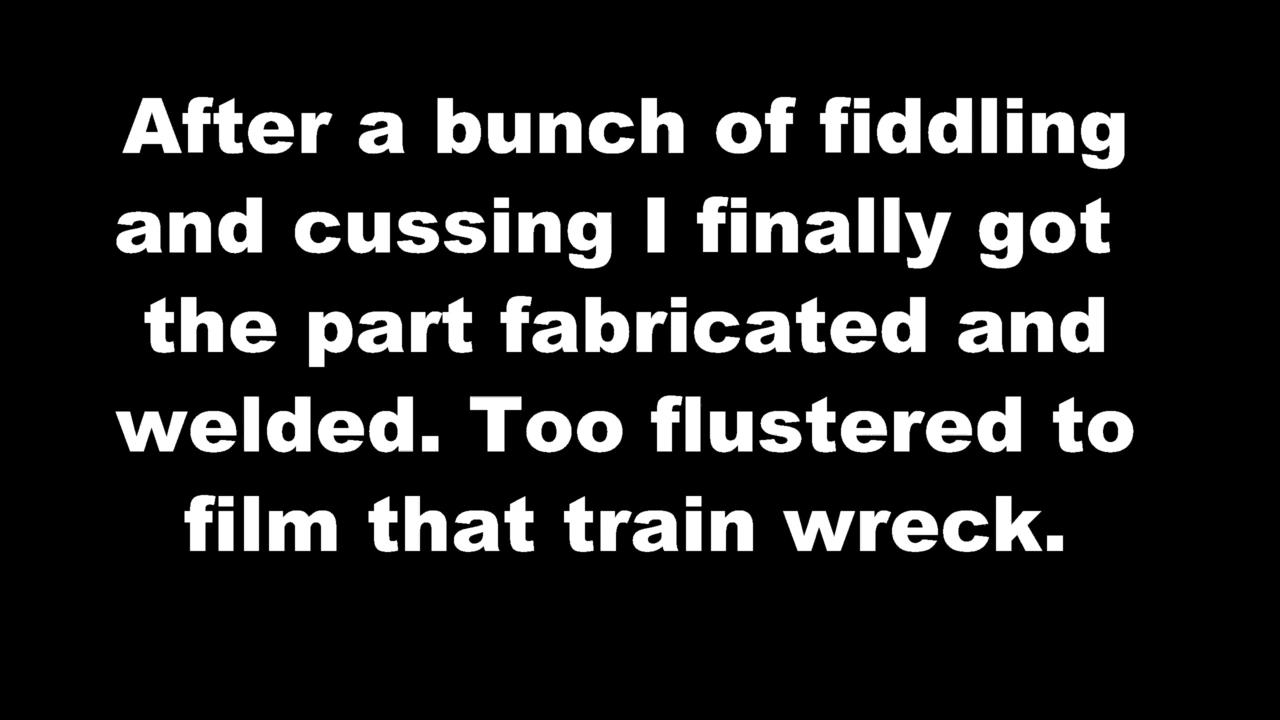 After a bunch of fiddling
and cussing I finally got
the part fabricated and
welded. Too flustered to
film that train wreck.